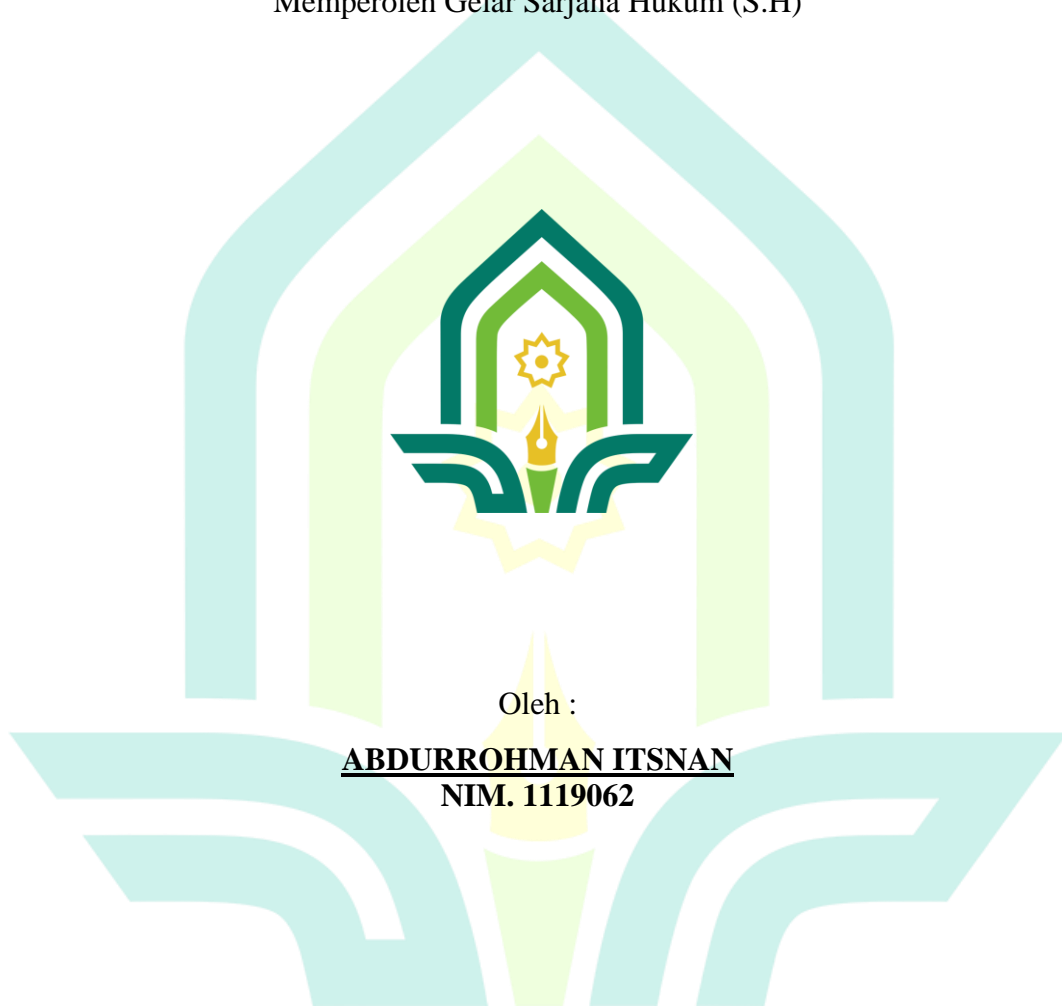 Memperoleh Gelar Sarjana Hukum (S.H)
Oleh :
ABDURROHMAN ITSNAN
NIM. 1119062